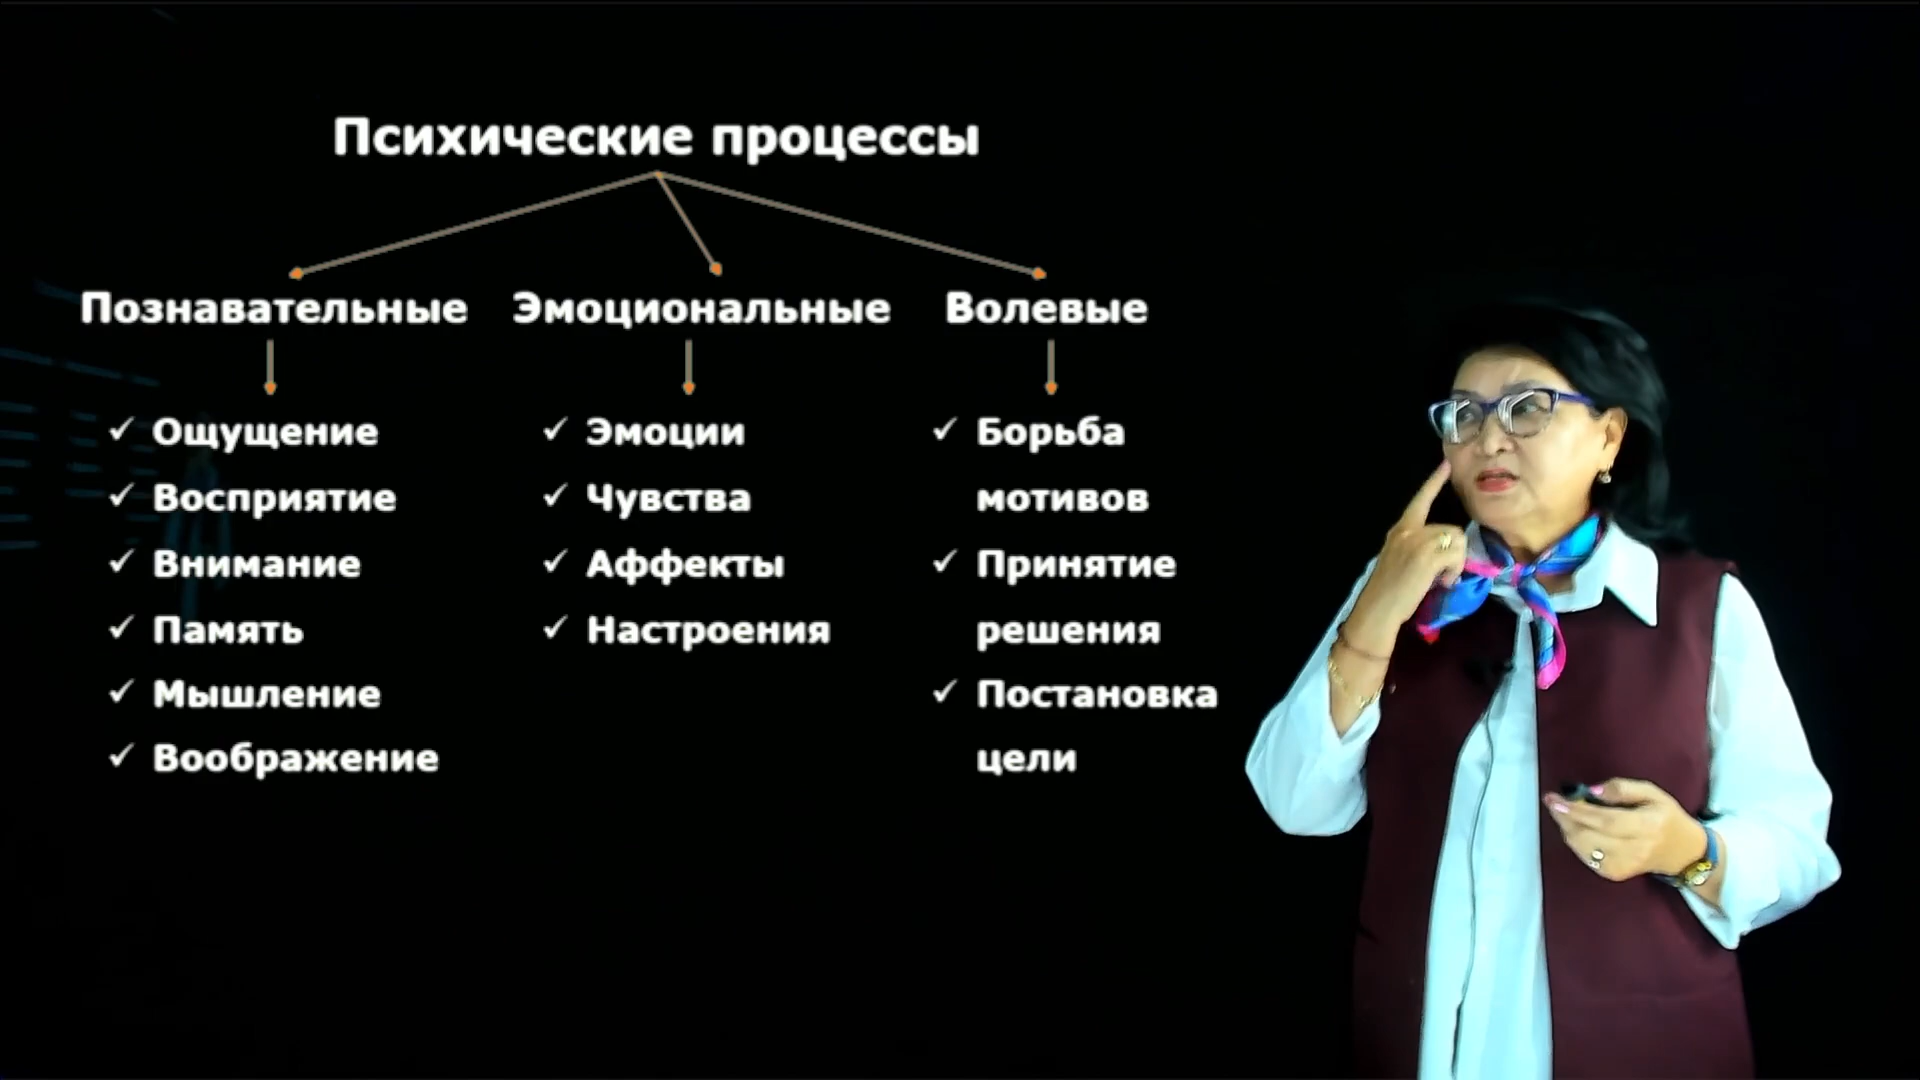 Психические процессы
Познавательные
Эмоциональные
Волевые
✓ Ощущение
✓ Восприятие
✓ Внимание
✓ Память
✓ Мышление
✓ Воображение
✓ Эмоции
✓ Чувства
✓ Аффекты
✓ Настроения
✓ Борьба
мотивов
✓ Принятие
решения
✓ Постановка
цели